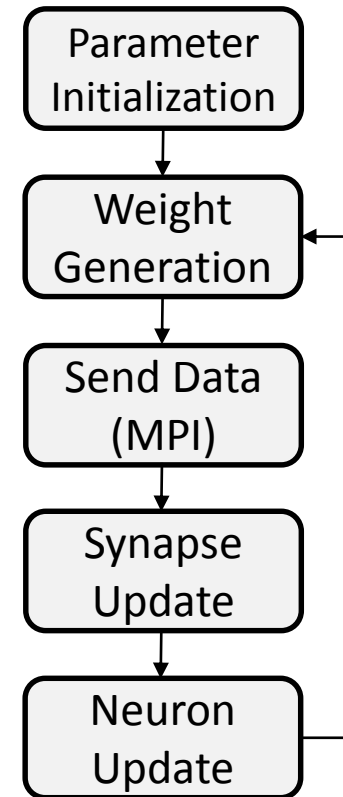 Parameter
Initialization
Weight
Generation
Send Data
(MPI)
Synapse
Update
Neuron
Update